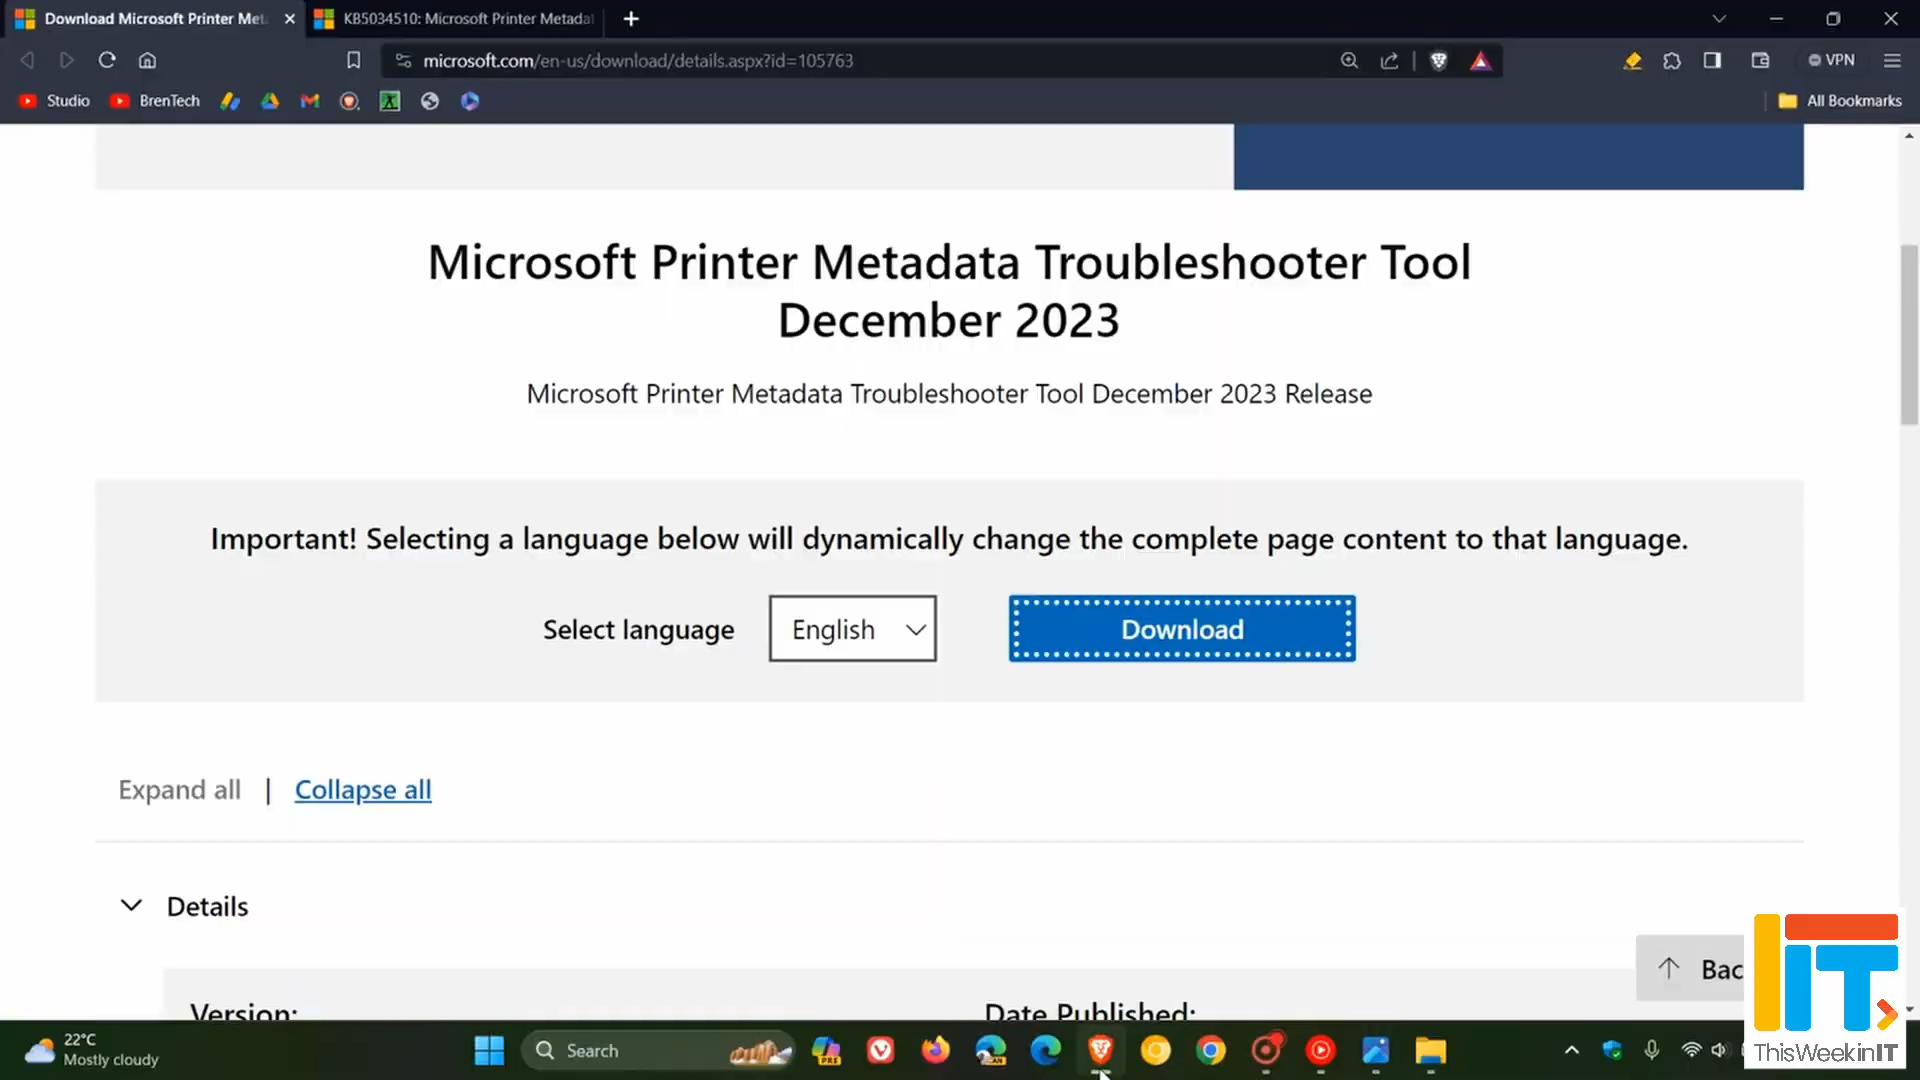 Download Microsoft Printer Met
KB5034510: Microsoft Printer Metada
microsoft.com/en-us/download/details.aspx?id=105763
VPN
Studio
BrenTech
All Bookmarks
Microsoft Printer Metadata Troubleshooter Tool
December 2023
Microsoft Printer Metadata Troubleshooter Tool December 2023 Release
Important! Selecting a language below will dynamically change the complete page content to that language.
Select language
English
Download
Expand all | Collapse all
Details
Bac
Version:
Date Published:
22°C
Mostly cloudy
Search
PRE
CAN
IT
ThisWeekinIT